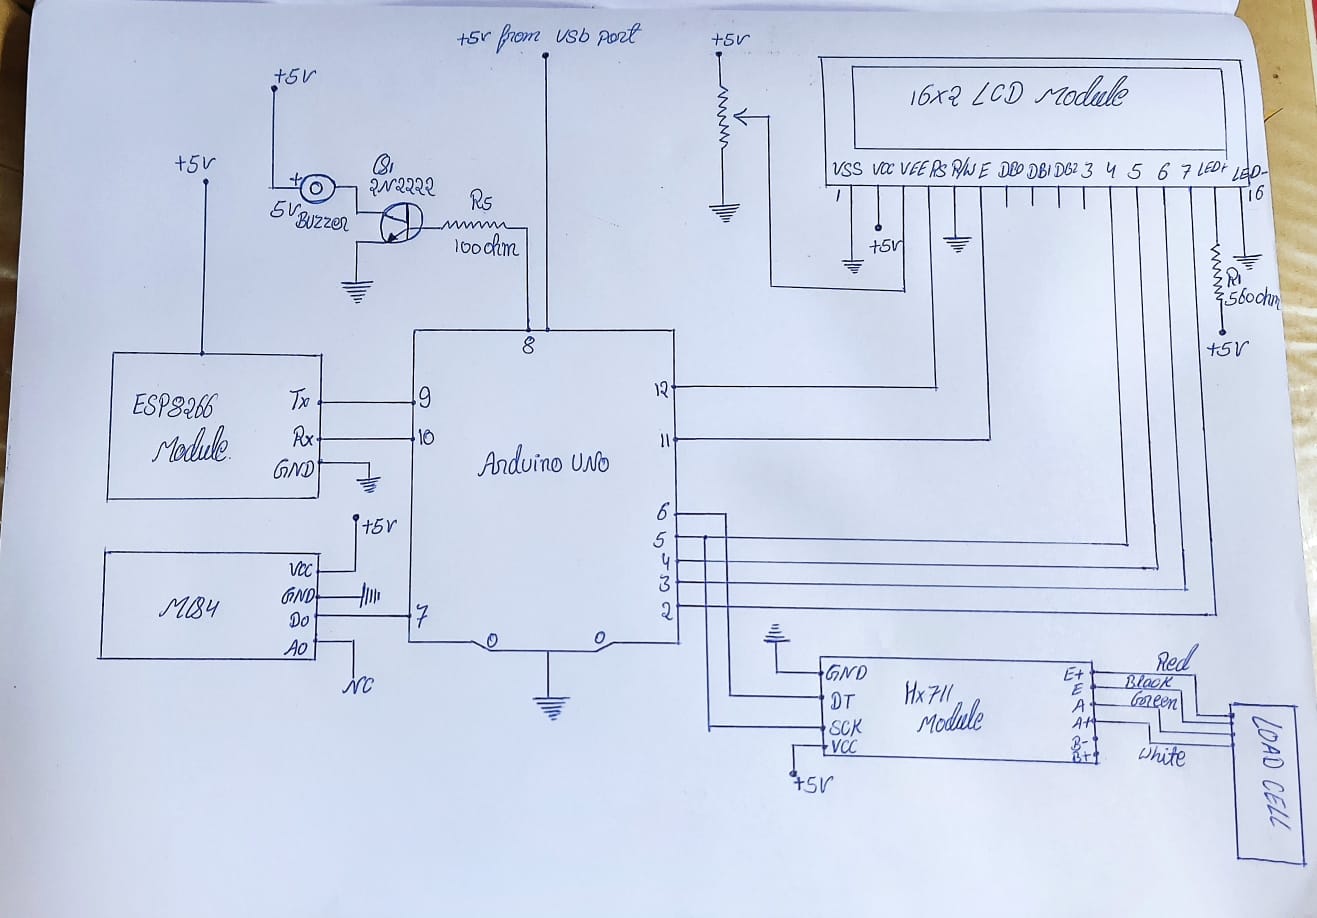 +5v from usb port
+5v
16x2 LCD Module
VSS VCC VEE RS R/W E DB0 DB1 DB2 3 4 5 6 7 LED+ LED-
1
16
+5v
+5v
R1
560ohm
+5v
+5v
+
5v Buzzer
Q1
2N2222
R5
100ohm
+5v
ESP8266
Module.
Tx
Rx
GND
8
9
10
7
Arduino UNO
12
11
6
5
4
3
2
0
0
+5v
VCC
GND
DO
AO
NC
GND
DT
SCK
VCC
+5v
Hx711
Module
E+
E
A
A+
B-
B+
Red
Black
Green
White
LOAD CELL